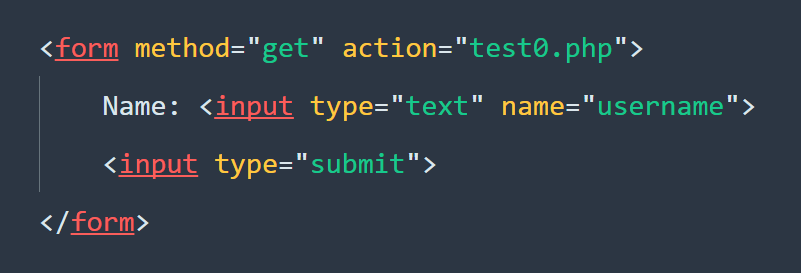 <form method="get" action="test0.php">
Name: <input type="text" name="username">
<input type="submit">
</form>